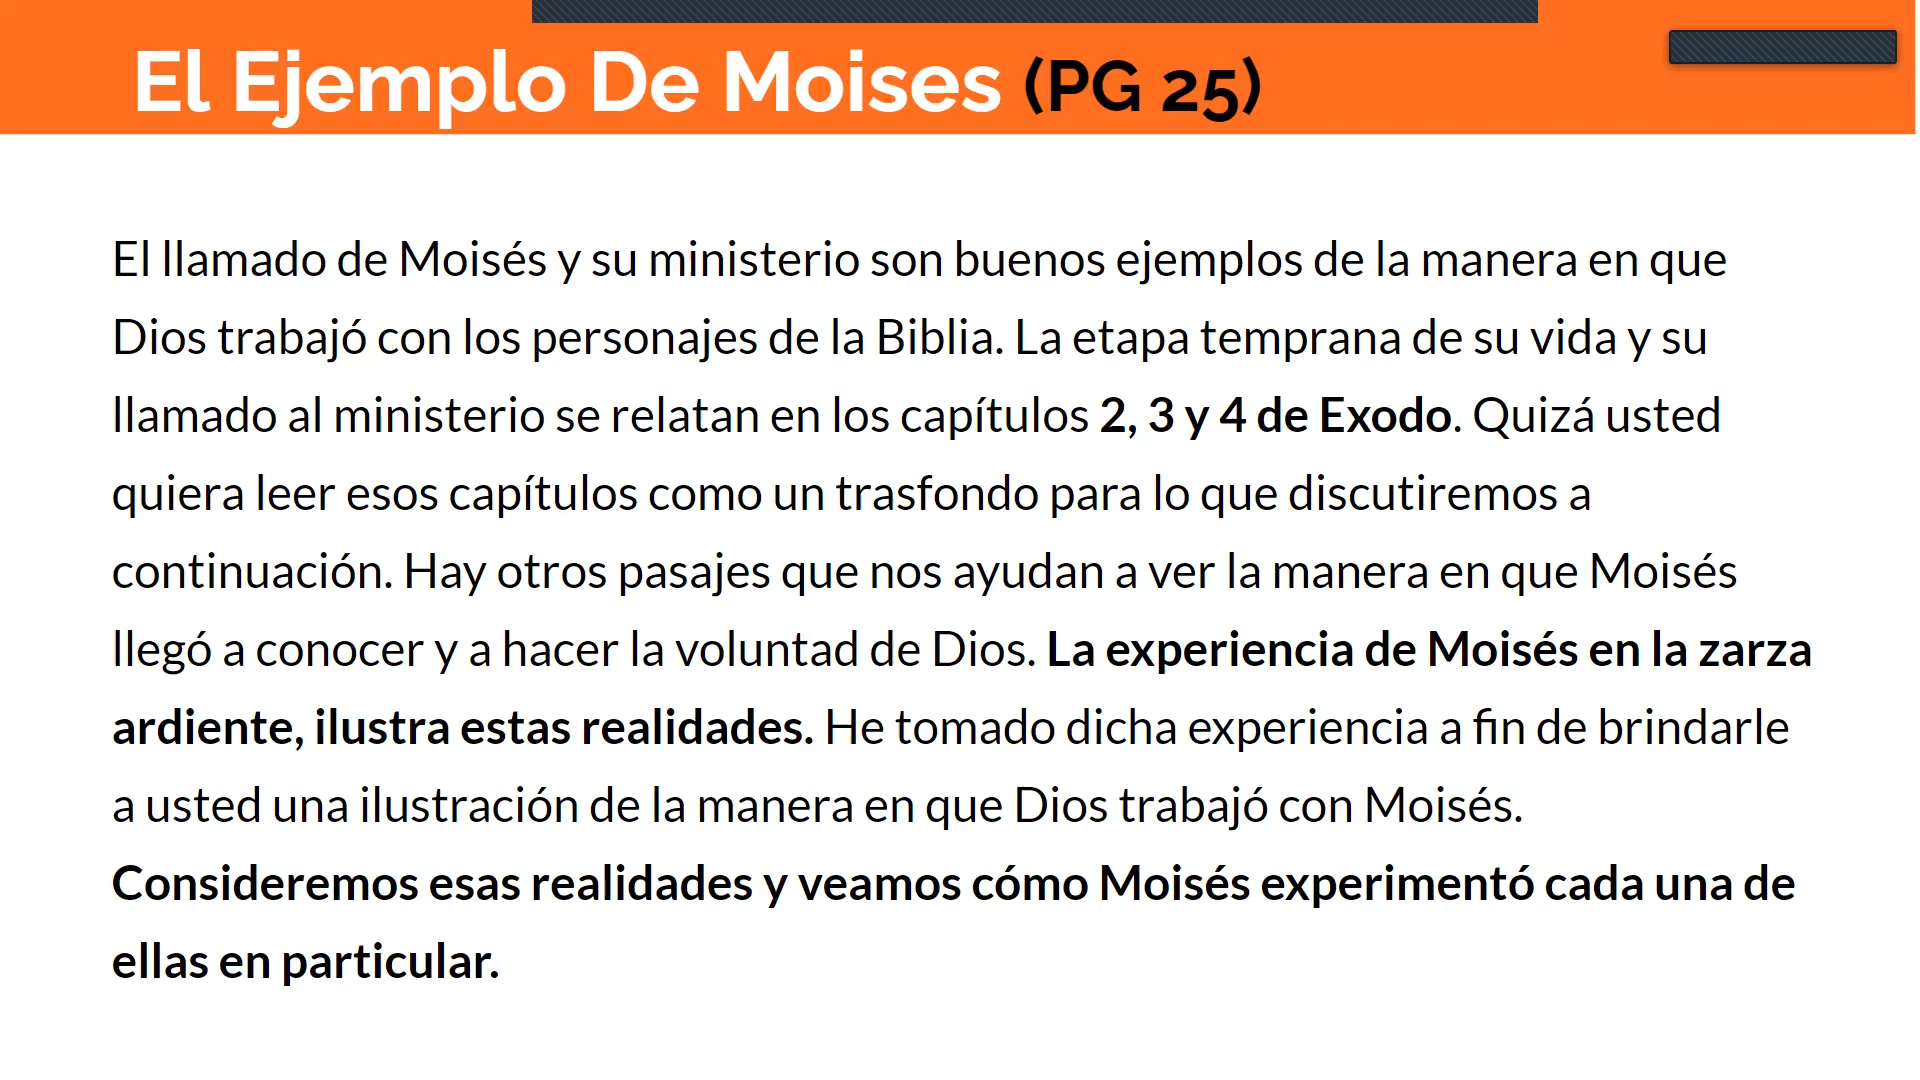 El Ejemplo De Moises (PG 25)
El llamado de Moisés y su ministerio son buenos ejemplos de la manera en que
Dios trabajó con los personajes de la Biblia. La etapa temprana de su vida y su
llamado al ministerio se relatan en los capítulos 2, 3 y 4 de Exodo. Quizá usted
quiera leer esos capítulos como un trasfondo para lo que discutiremos a
continuación. Hay otros pasajes que nos ayudan a ver la manera en que Moisés
llegó a conocer y a hacer la voluntad de Dios. La experiencia de Moisés en la zarza
ardiente, ilustra estas realidades. He tomado dicha experiencia a fin de brindarle
a usted una ilustración de la manera en que Dios trabajó con Moisés.
Consideremos esas realidades y veamos cómo Moisés experimentó cada una de
ellas en particular.